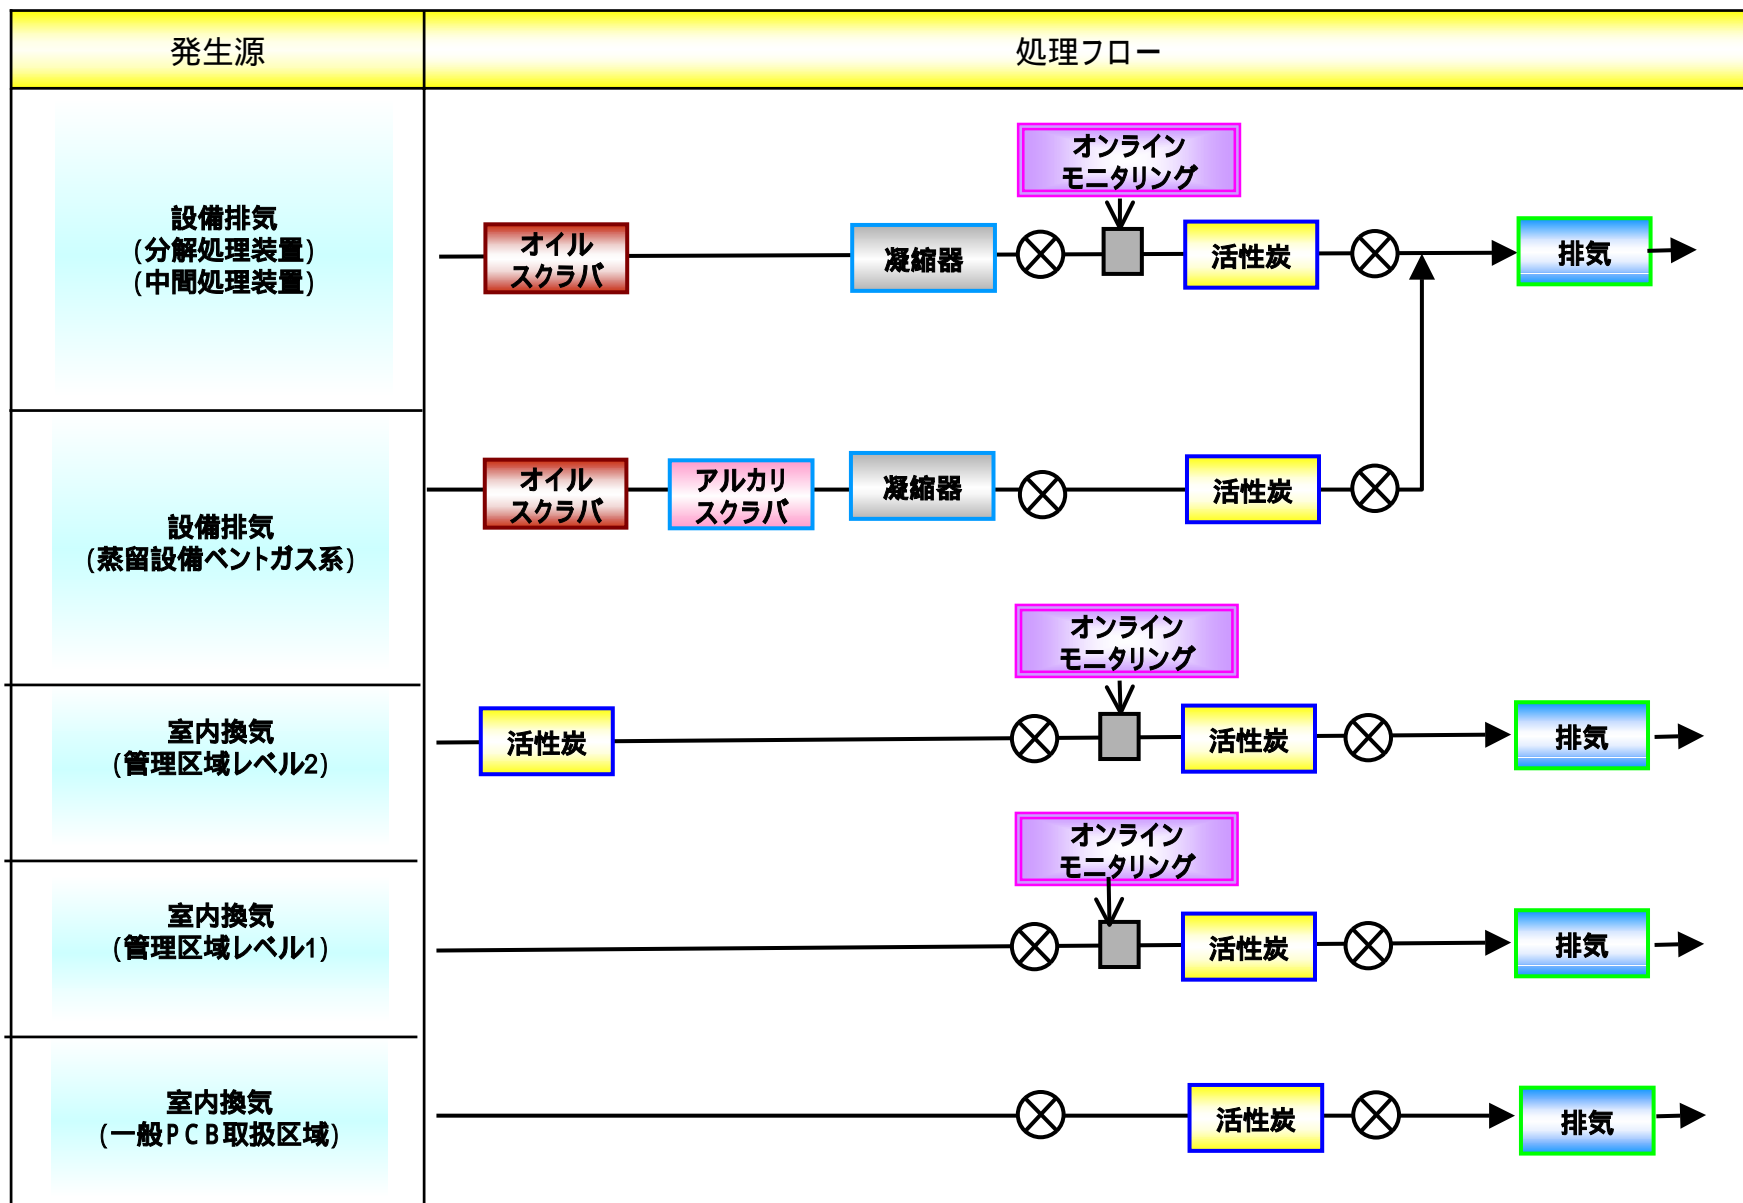 発生源
処理フロー
設備排気
(分解処理装置)
(中間処理装置)
オンライン
モニタリング
オイル
スクラバ
凝縮器
活性炭
排気
設備排気
(蒸留設備ベントガス系)
オイル
スクラバ
アルカリ
スクラバ
凝縮器
活性炭
室内換気
(管理区域レベル2)
オンライン
モニタリング
活性炭
活性炭
排気
室内換気
(管理区域レベル1)
オンライン
モニタリング
活性炭
排気
室内換気
(一般PCB取扱区域)
活性炭
排気